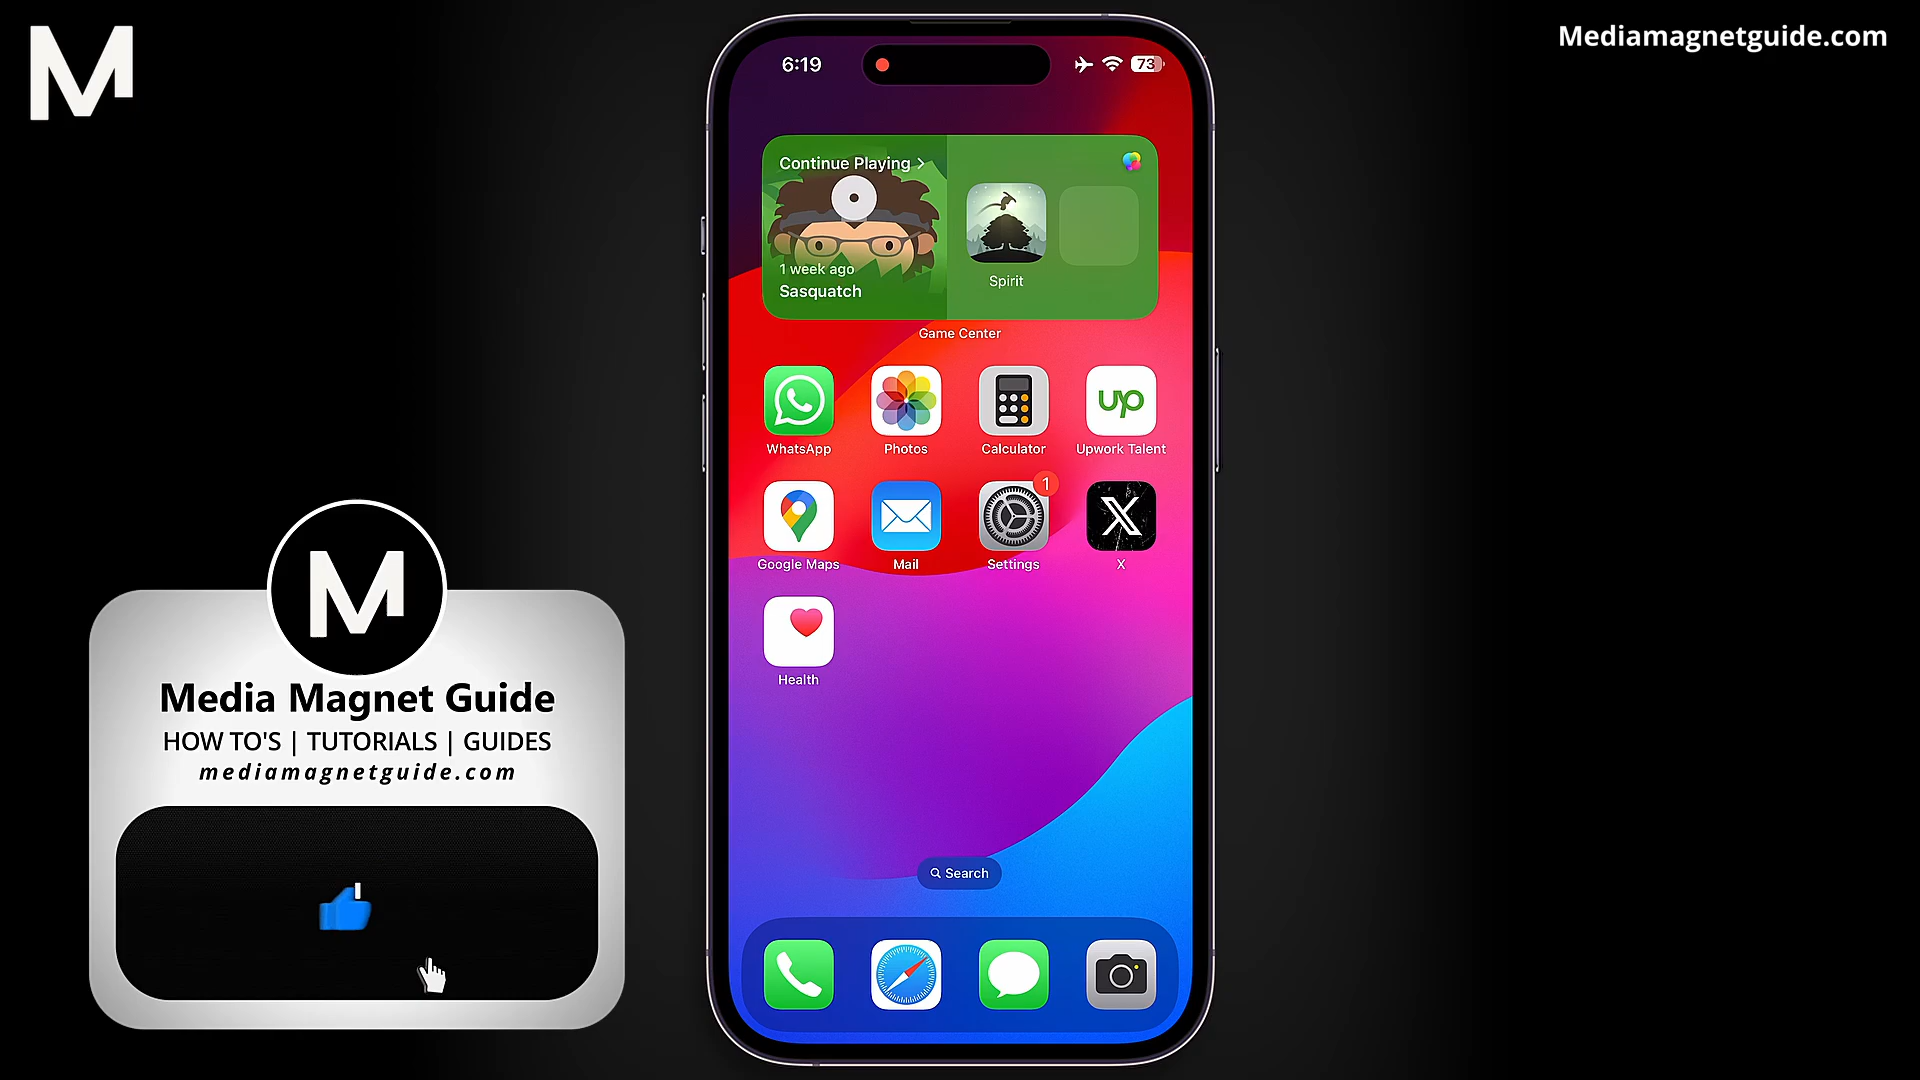 M
Mediamagnetguide.com
6:19
73
Continue Playing >
1 week ago
Sasquatch
Spirit
Game Center
WhatsApp
Photos
Calculator
up
Upwork Talent
1
X
Google Maps
Mail
Settings
X
Health
Search
M
Media Magnet Guide
HOW TO'S | TUTORIALS | GUIDES
mediamagnetguide.com